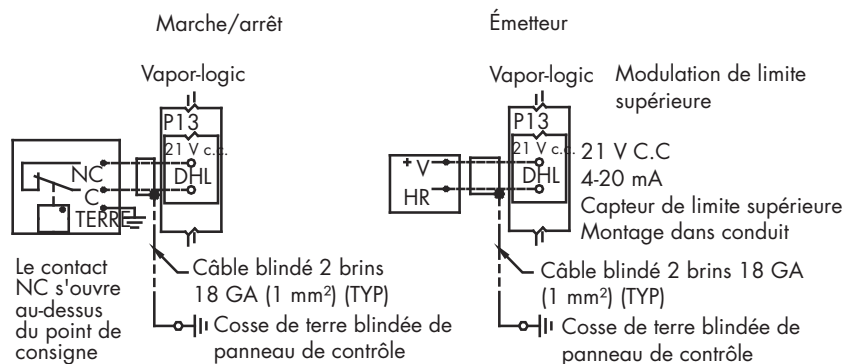 Marche/arrêt
Vapor-logic
P13
21 V c.c.
DHL
NC
C
TERRE
Le contact
NC s'ouvre
au-dessus
du point de
consigne
Câble blindé 2 brins
18 GA (1 mm²) (TYP)
Cosse de terre blindée de
panneau de contrôle
Émetteur
Vapor-logic
Modulation de limite
supérieure
P13
21 V c.c.
DHL
+ V
HR
21 V C.C
4-20 mA
Capteur de limite supérieure
Montage dans conduit
Câble blindé 2 brins 18 GA
(1 mm²) (TYP)
Cosse de terre blindée de
panneau de contrôle